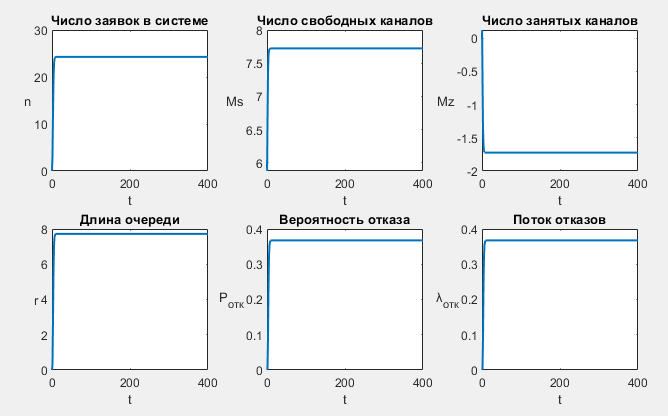 Число заявок в системе
30
20
10
0
n
0 200 400
t
Число свободных каналов
8
7.5
7
6.5
6
Ms
0 200 400
t
Число занятых каналов
0
-0.5
-1
-1.5
-2
Mz
0 200 400
t
Длина очереди
8
6
4
2
0
r
0 200 400
t
Вероятность отказа
0.4
0.3
0.2
0.1
0
Pотк
0 200 400
t
Поток отказов
0.4
0.3
0.2
0.1
0
λотк
0 200 400
t